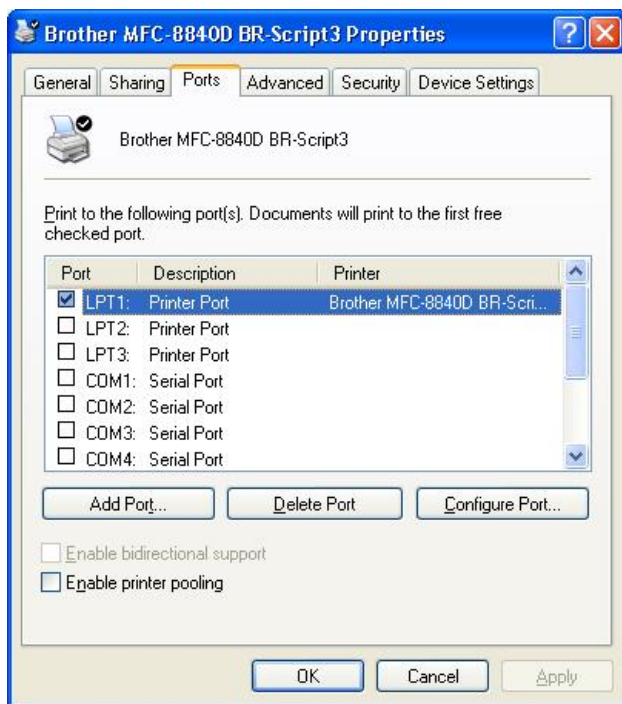 Brother MFC-8840D BR-Script3 Properties
General Sharing Ports Advanced Security Device Settings
Brother MFC-8840D BR-Script3
Print to the following port(s). Documents will print to the first free
checked port.
Port Description Printer
LPT1: Printer Port Brother MFC-8840D BR-Scri...
LPT2: Printer Port
LPT3: Printer Port
COM1: Serial Port
COM2: Serial Port
COM3: Serial Port
COM4: Serial Port
Add Port... Delete Port Configure Port...
Enable bidirectional support
Enable printer pooling
OK Cancel Apply